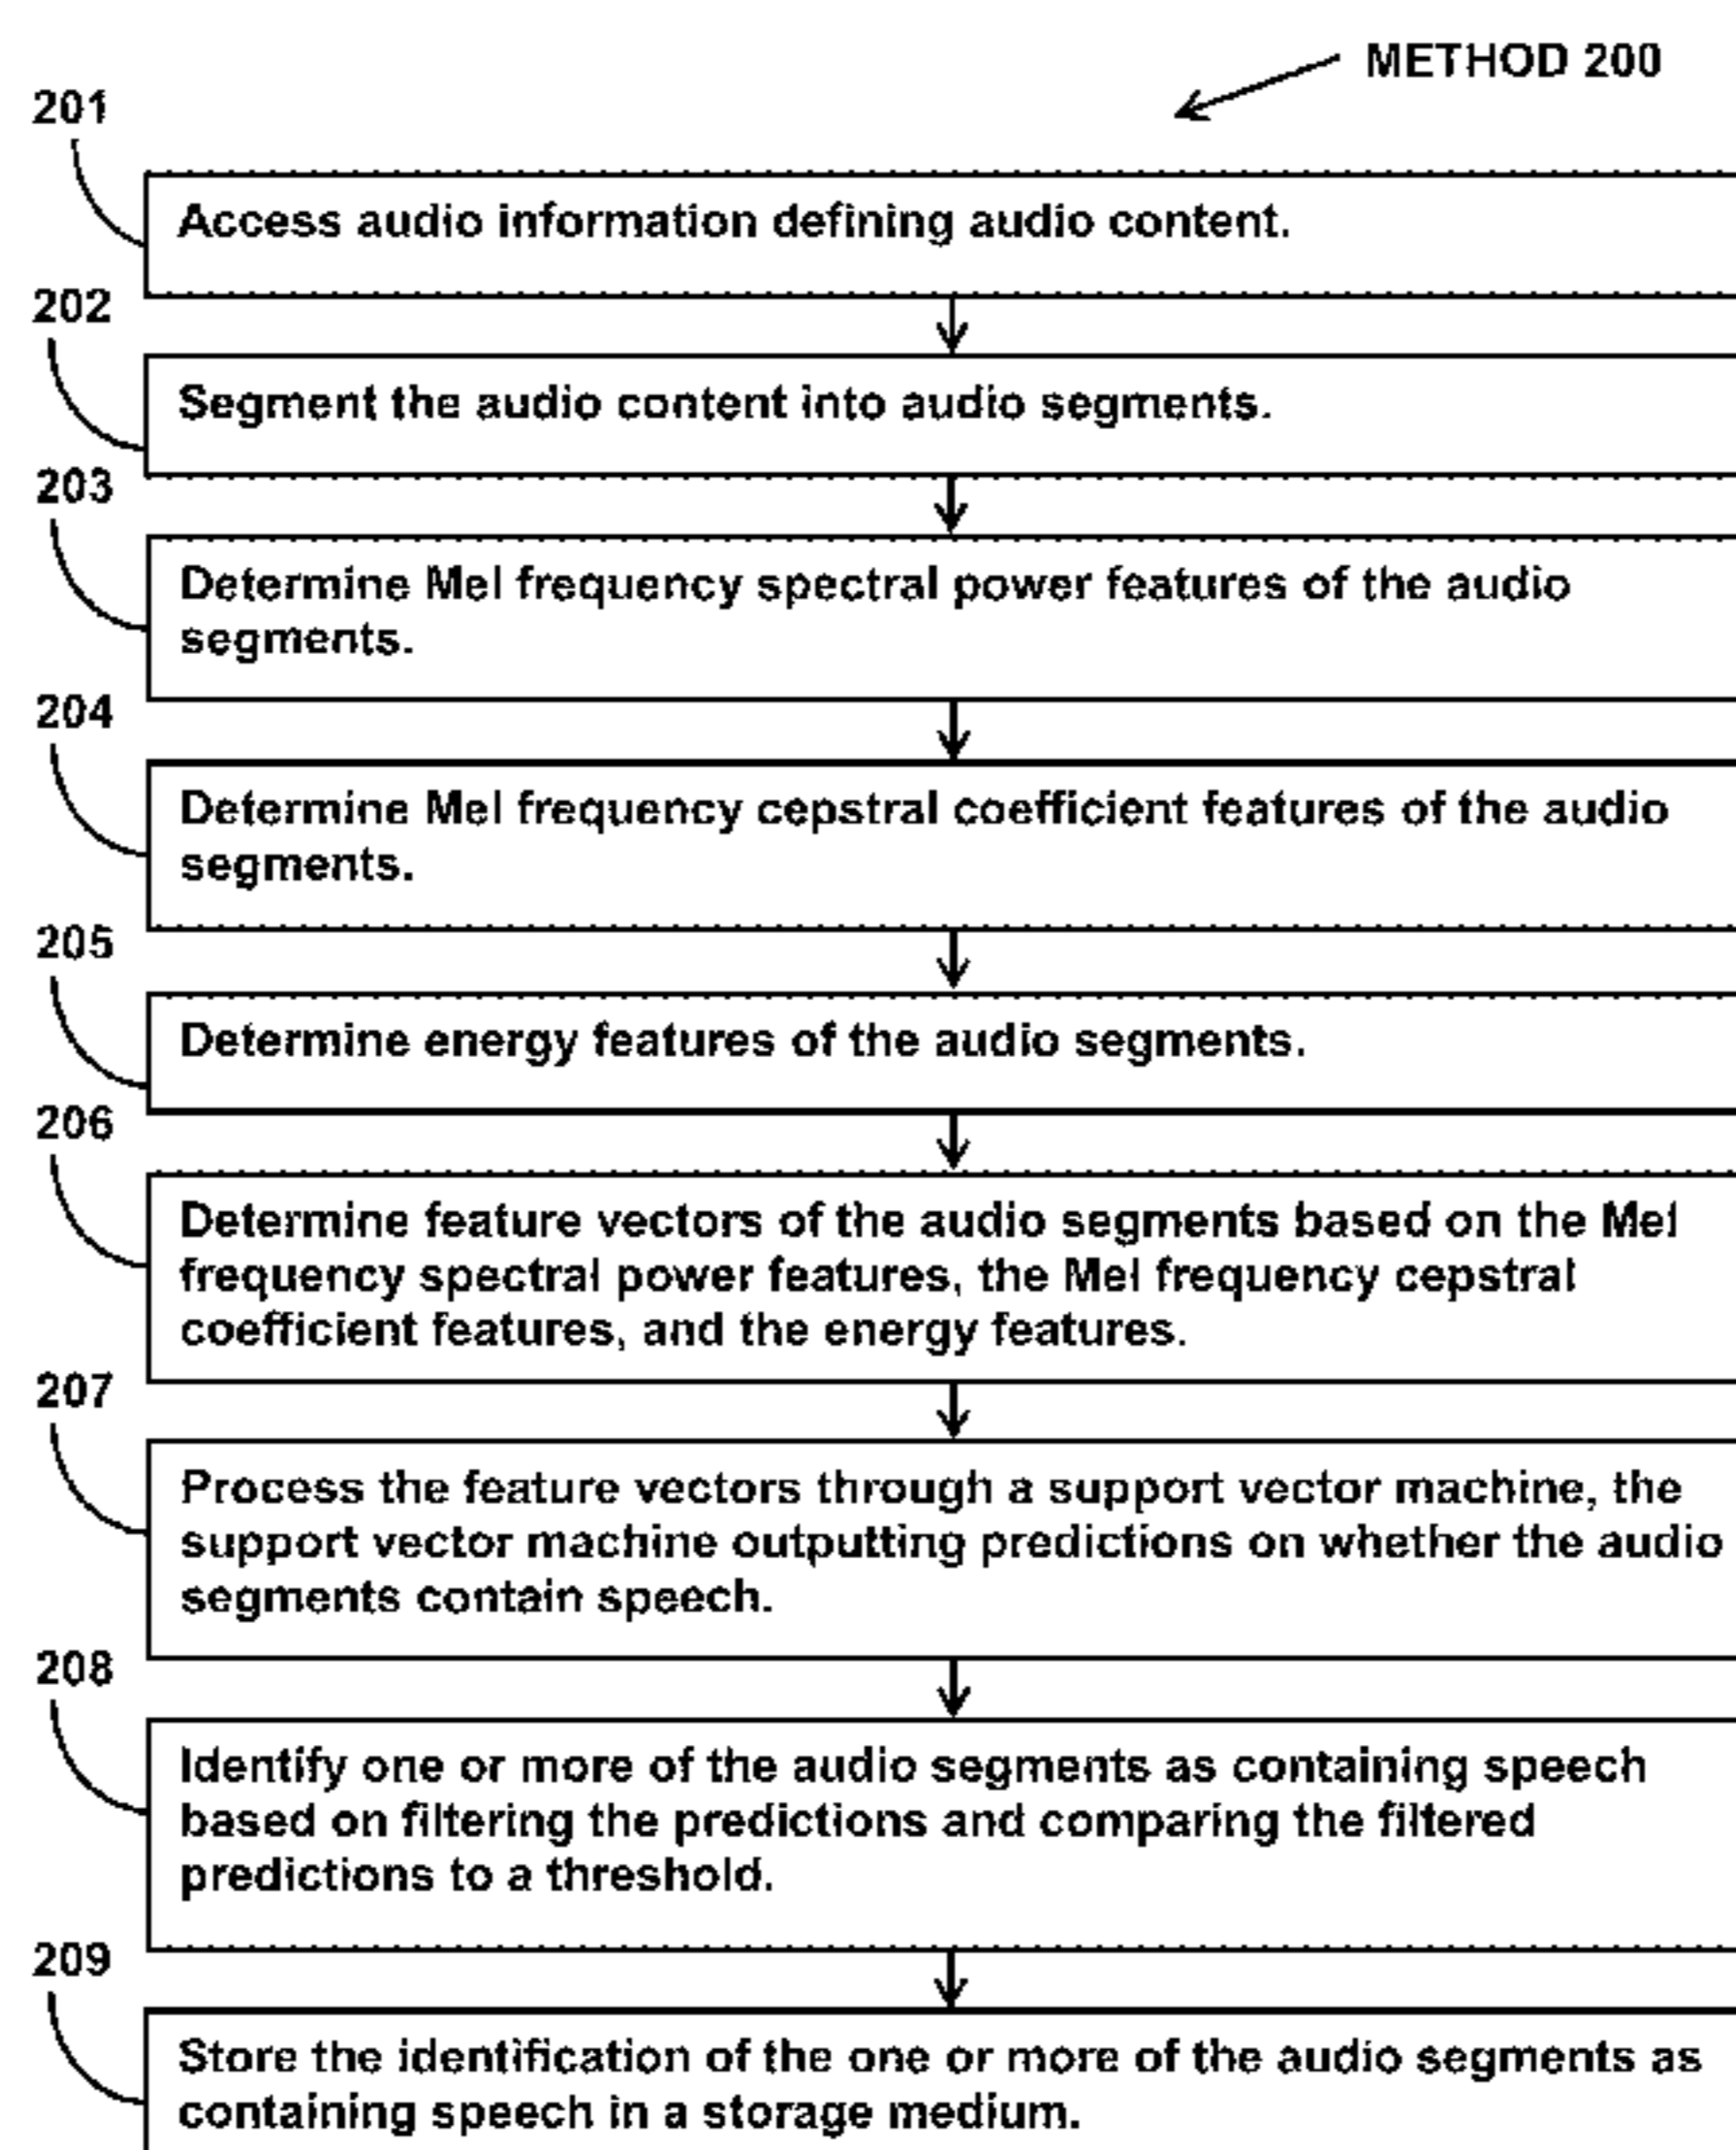 METHOD 200
201
Access audio information defining audio content.
202
Segment the audio content into audio segments.
203
Determine Mel frequency spectral power features of the audio
segments.
204
Determine Mel frequency cepstral coefficient features of the audio
segments.
205
Determine energy features of the audio segments.
206
Determine feature vectors of the audio segments based on the Mel
frequency spectral power features, the Mel frequency cepstral
coefficient features, and the energy features.
207
Process the feature vectors through a support vector machine, the
support vector machine outputting predictions on whether the audio
segments contain speech.
208
Identify one or more of the audio segments as containing speech
based on filtering the predictions and comparing the filtered
predictions to a threshold.
209
Store the identification of the one or more of the audio segments as
containing speech in a storage medium.